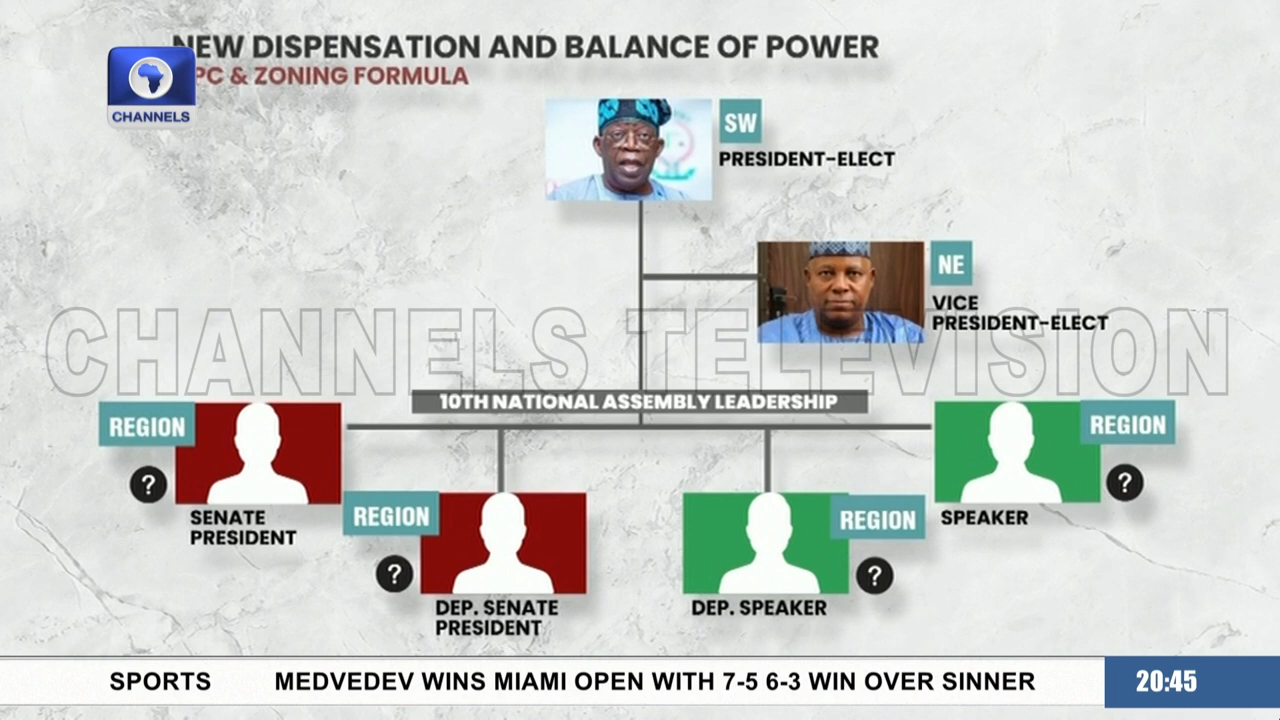 NEW DISPENSATION AND BALANCE OF POWER
PC & ZONING FORMULA
CHANNELS
SW
PRESIDENT-ELECT
NE
VICE
PRESIDENT-ELECT
CHANNELS TELEVISION
10TH NATIONAL ASSEMBLY LEADERSHIP
REGION
?
SENATE
PRESIDENT
REGION
?
DEP. SENATE
PRESIDENT
REGION
?
DEP. SPEAKER
REGION
?
SPEAKER
SPORTS MEDVEDEV WINS MIAMI OPEN WITH 7-5 6-3 WIN OVER SINNER
20:45